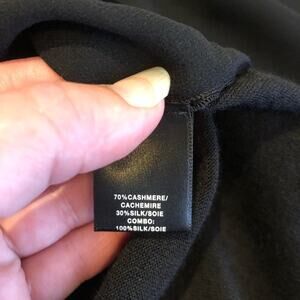 70%CASHMERE/
CACHEMIRE
30%SILK/SOIE
COMBO:
100%SILK/SOIE